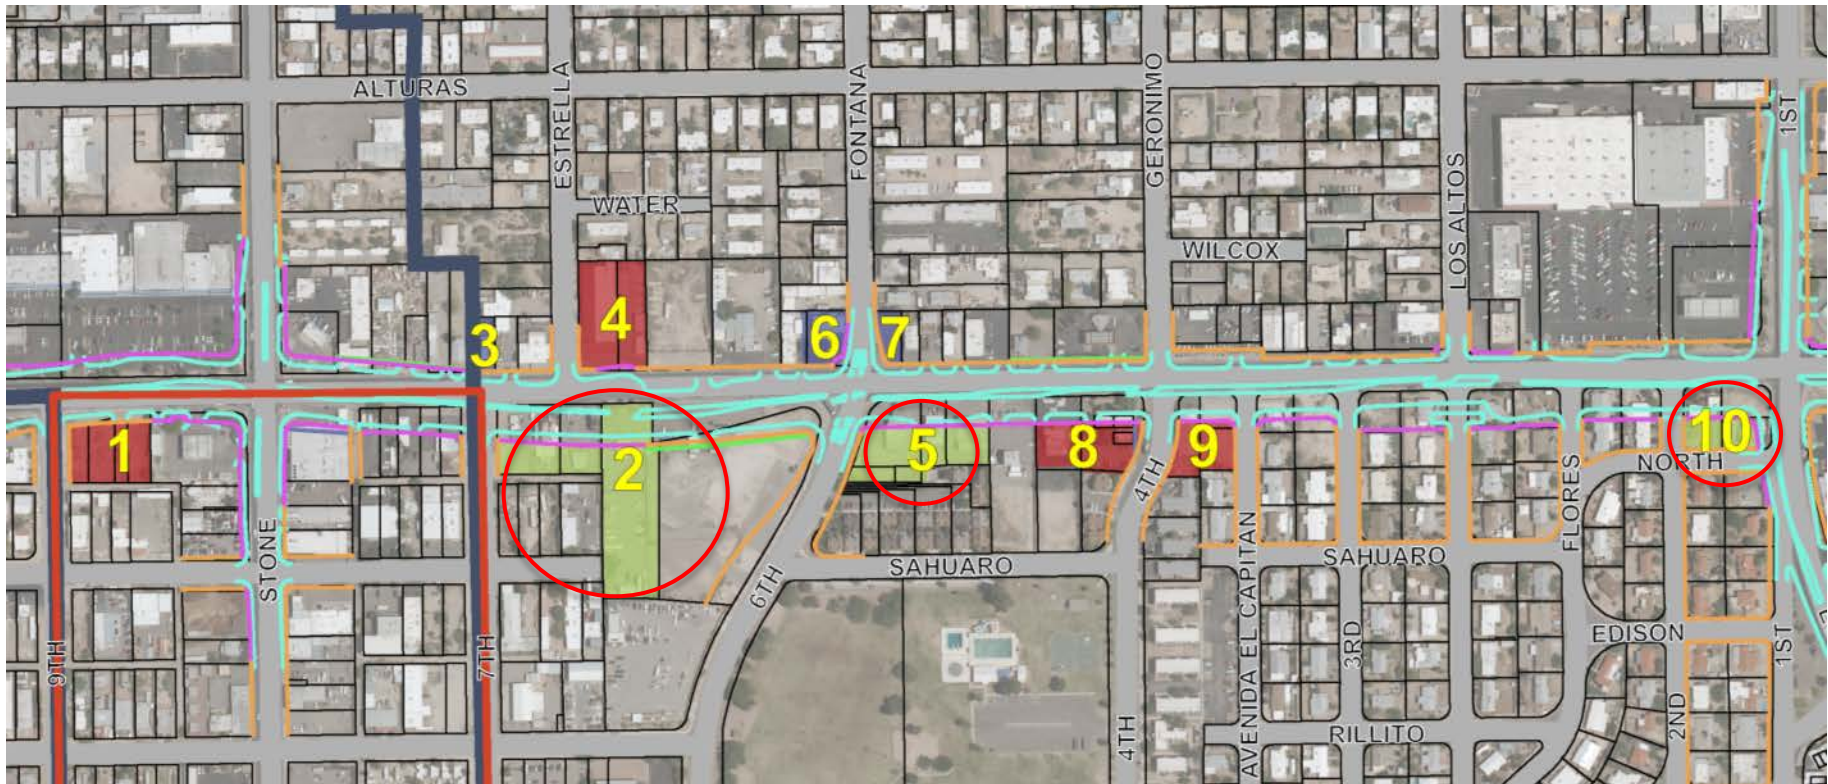 ALTURAS
ESTRELLA
FONTANA
GERONIMO
1ST
WATER
LOS ALTOS
WILCOX
3
4
6
7
1
2
5
8
9
10
4TH
NORTH
FLORES
STONE
6TH
SAHUARO
AVENIDA EL CAPITAN
SAHUARO
9TH
7TH
3RD
EDISON
1ST
4TH
RILLITO
2ND